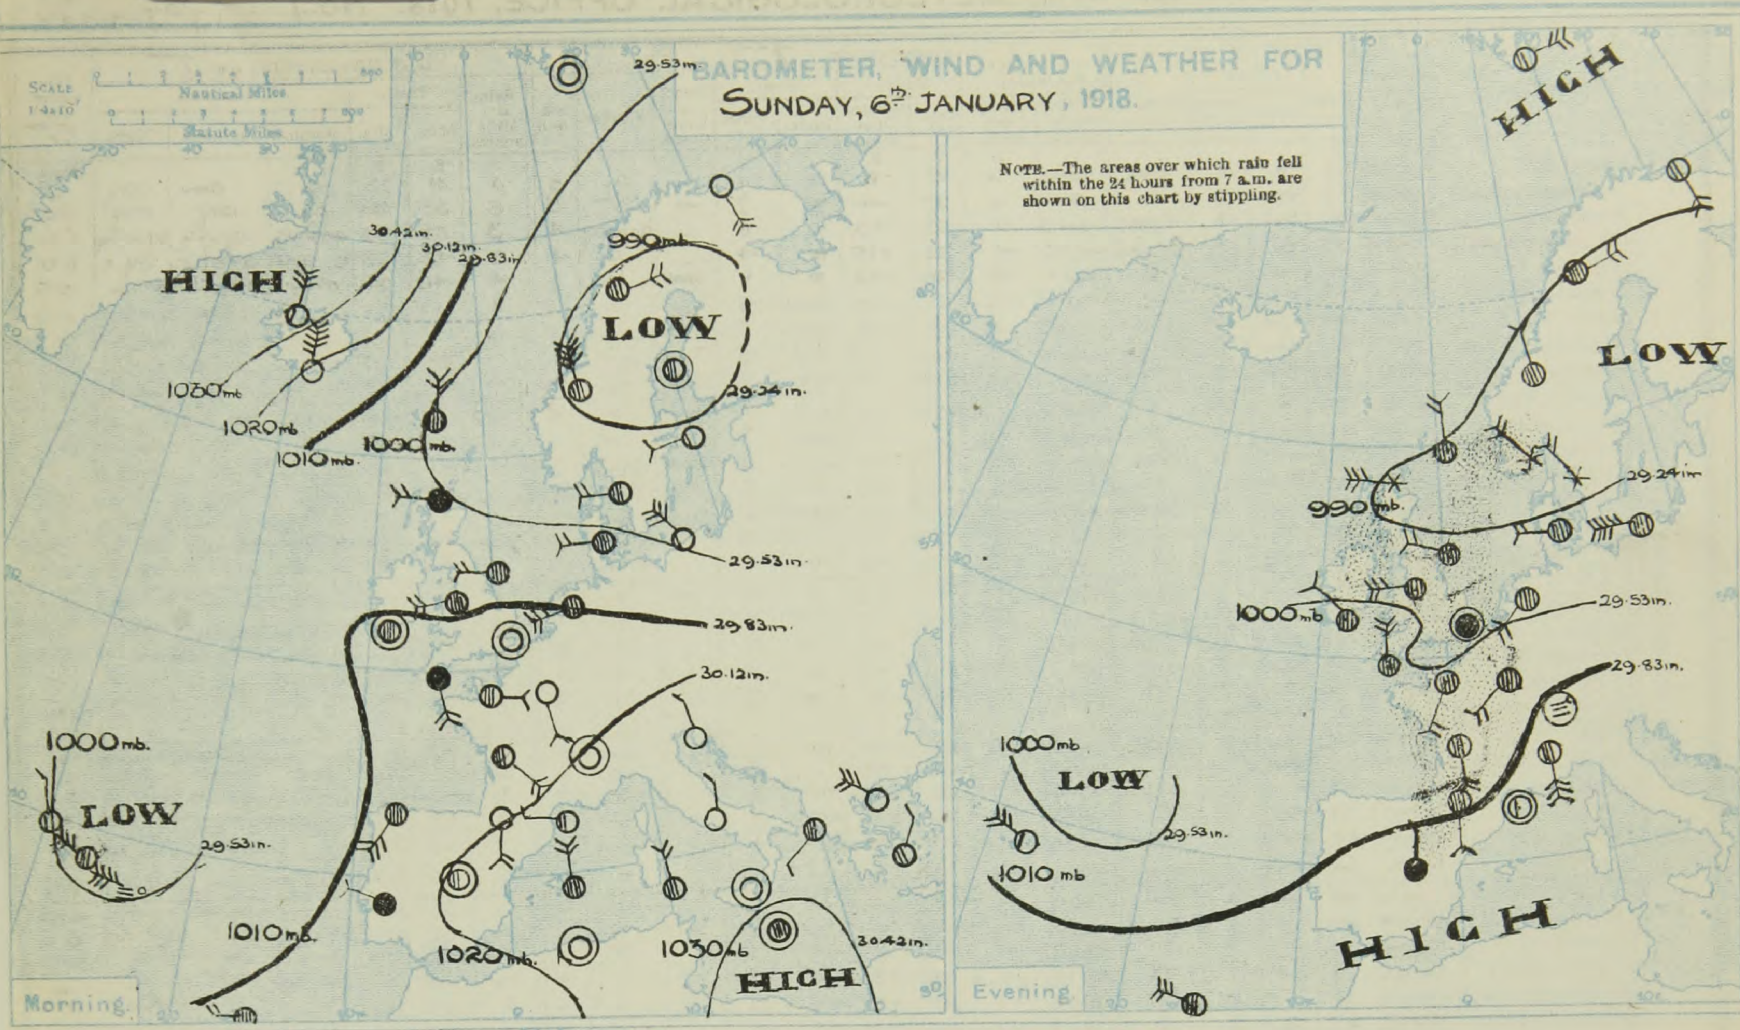 SCALE
Nautical Miles
Statute Miles
BAROMETER, WIND AND WEATHER FOR
SUNDAY, 6TH JANUARY, 1918.
NOTE.—The areas over which rain fell
within the 24 hours from 7 a.m. are
shown on this chart by stippling.
29.53in.
30.42in.
30.12in.
29.83in
HIGH
990mb.
LOW
1030mb
1020mb
1010mb.
1000mb.
29.24in.
29.53in.
29.83in.
30.12in.
1000mb.
LOW
29.53in.
1010mb.
1020mb.
1030mb
30.42in.
HIGH
Morning.
HIGH
LOW
29.24in
990mb.
1000mb
29.53in.
29.83in.
1000mb
LOW
29.53in.
1010mb
HIGH
Evening.